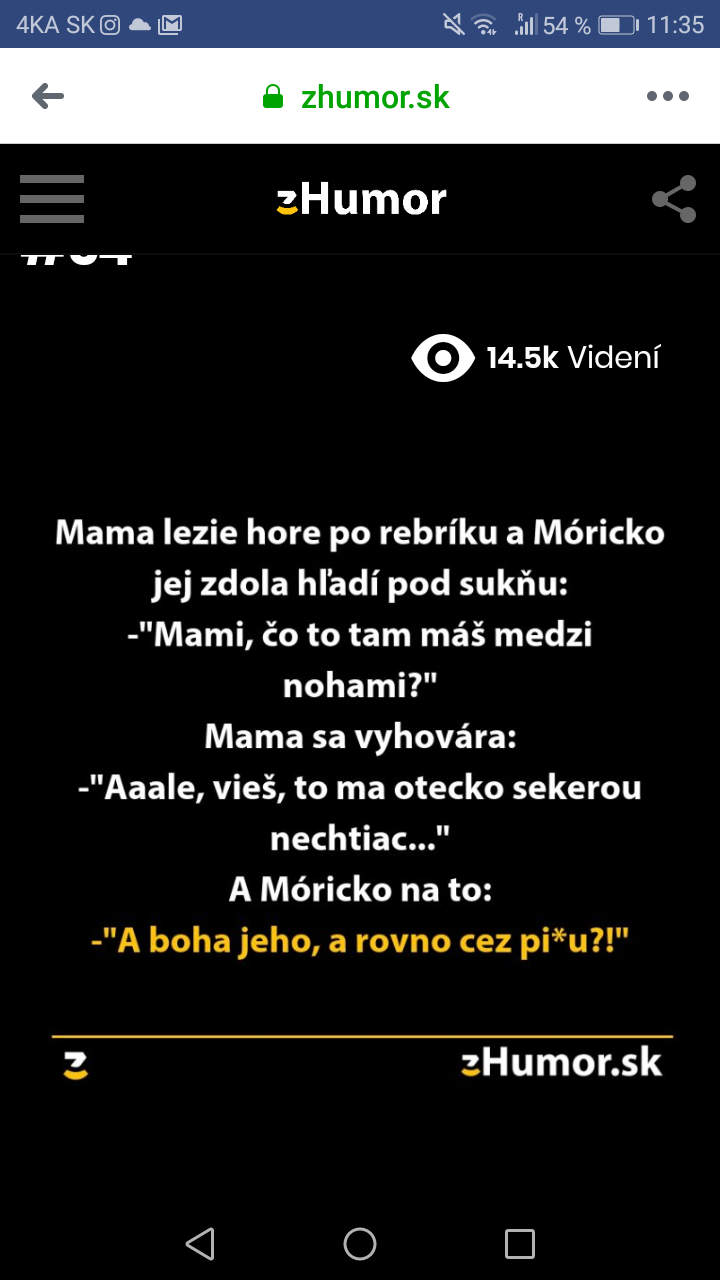 4KA SK 54 % 11:35
zhumor.sk
zHumor
14.5k Videní
Mama lezie hore po rebríku a Móricko
jej zdola hľadí pod sukňu:
-"Mami, čo to tam máš medzi
nohami?"
Mama sa vyhovára:
-"Aaale, vieš, to ma otecko sekerou
nechtiac..."
A Móricko na to:
-"A boha jeho, a rovno cez pi*u?!"
z zHumor.sk